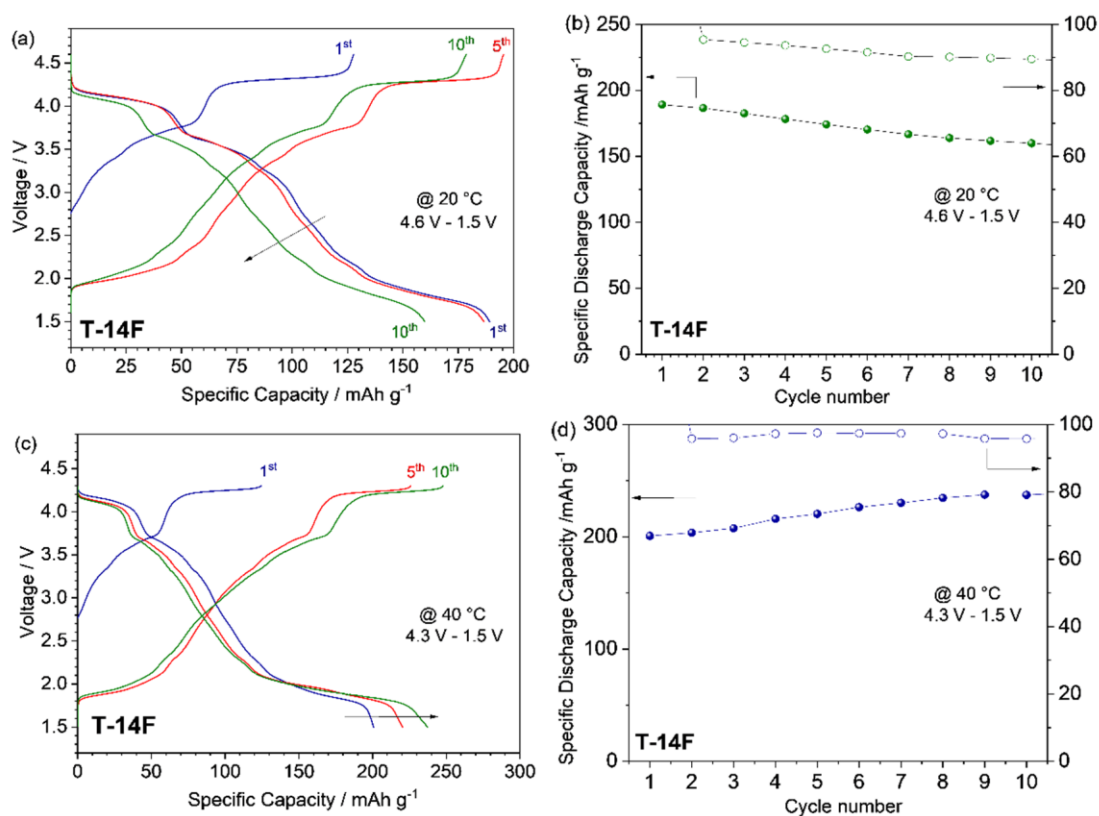 (a)
1st
10th
5th
4.5
4.0
3.5
3.0
2.5
2.0
1.5
Voltage / V
@ 20 °C
4.6 V - 1.5 V
T-14F
10th
1st
0 25 50 75 100 125 150 175 200
Specific Capacity / mAh g-1
(b)
250
200
150
100
50
0
Specific Discharge Capacity /mAh g-1
100
80
60
40
20
0
@ 20 °C
4.6 V - 1.5 V
T-14F
1 2 3 4 5 6 7 8 9 10
Cycle number
(c)
1st
5th 10th
4.5
4.0
3.5
3.0
2.5
2.0
1.5
Voltage / V
@ 40 °C
4.3 V - 1.5 V
T-14F
0 50 100 150 200 250 300
Specific Capacity / mAh g-1
(d)
300
200
100
0
Specific Discharge Capacity /mAh g-1
100
80
60
40
20
0
@ 40 °C
4.3 V - 1.5 V
T-14F
1 2 3 4 5 6 7 8 9 10
Cycle number